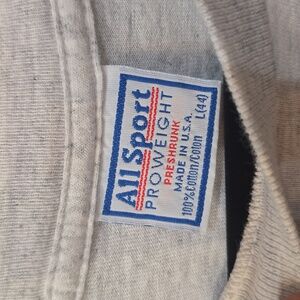 All Sport
PROWEIGHT
PRESHRUNK
MADE IN U.S.A.
100% Cotton/Coton L(44)